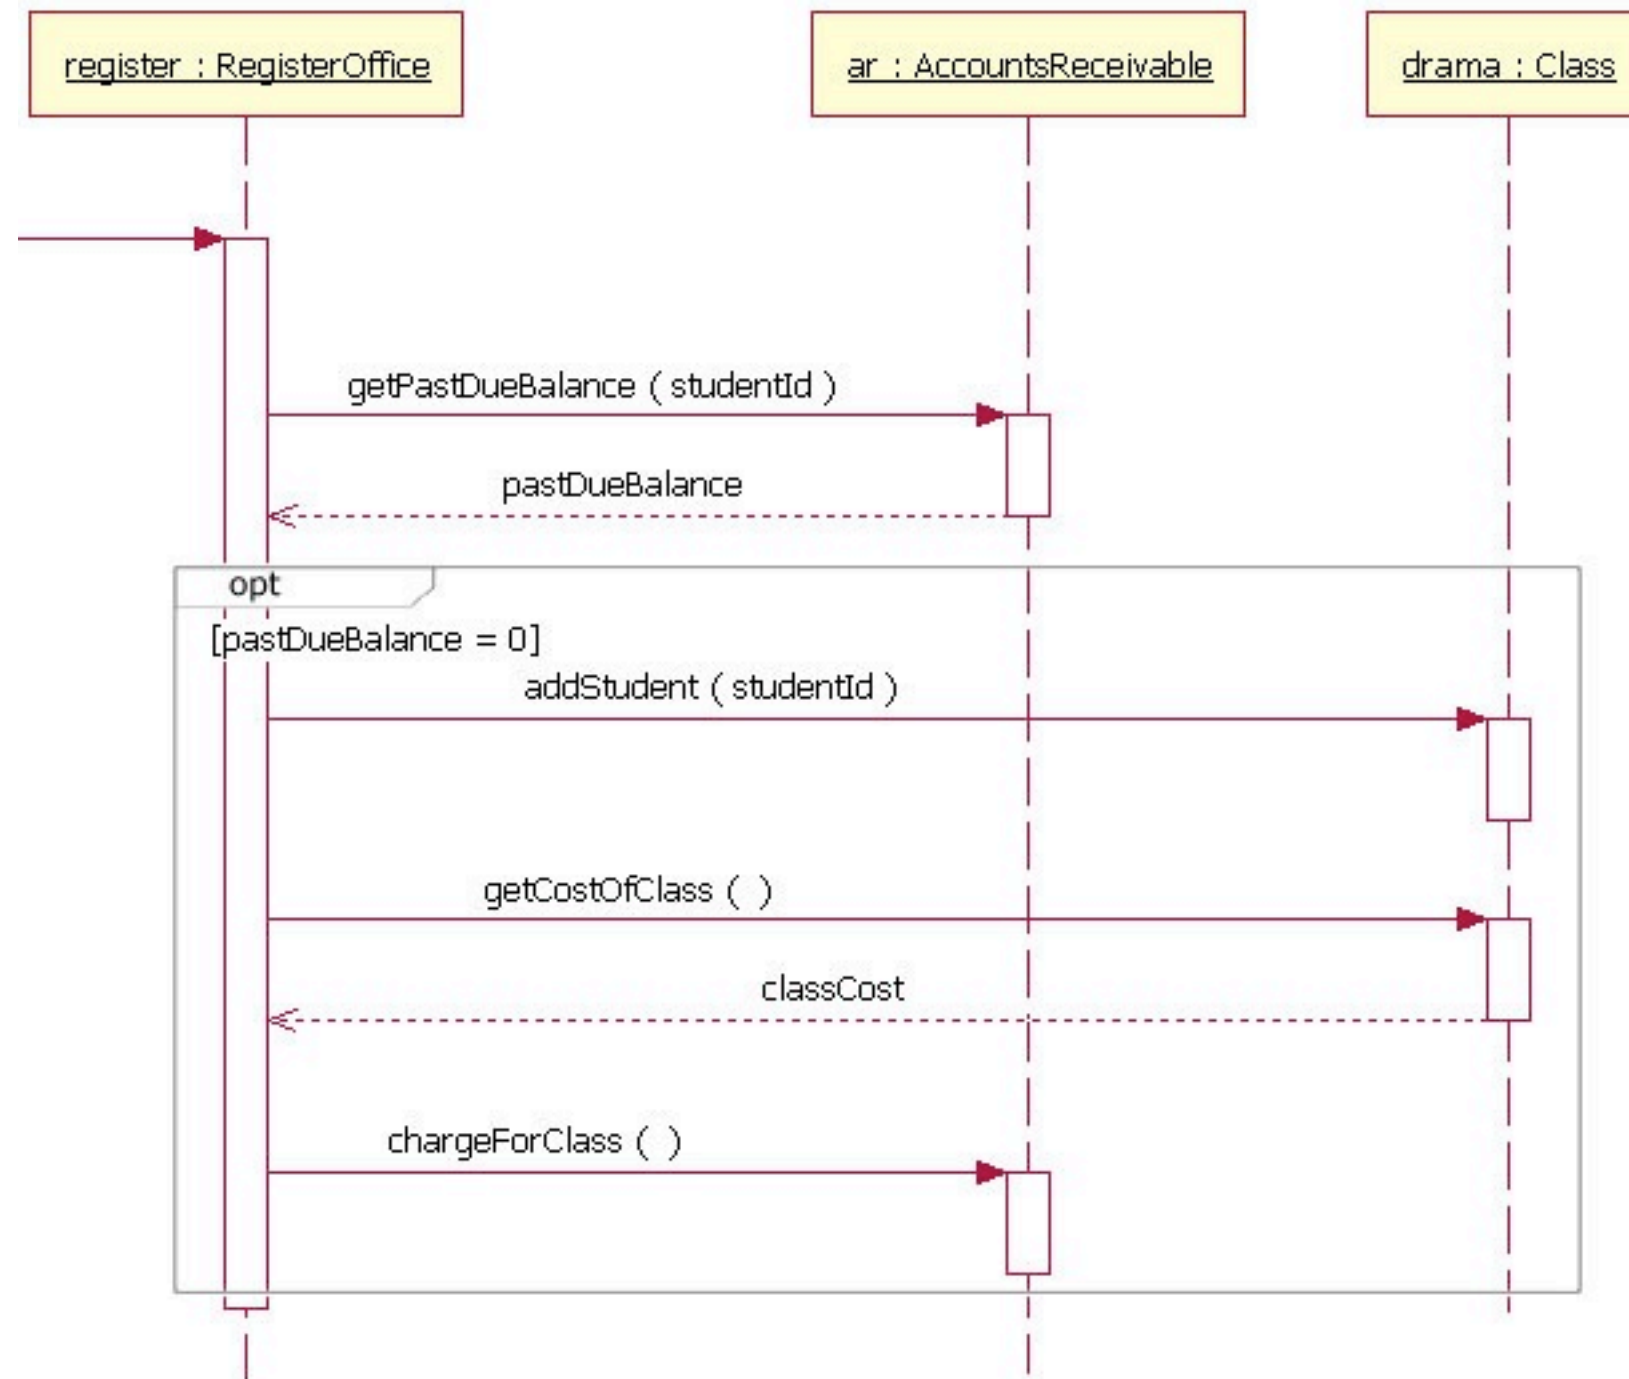 register : RegisterOffice
ar : AccountsReceivable
drama : Class
getPastDueBalance ( studentId )
pastDueBalance
opt
[pastDueBalance = 0]
addStudent ( studentId )
getCostOfClass ( )
classCost
chargeForClass ( )